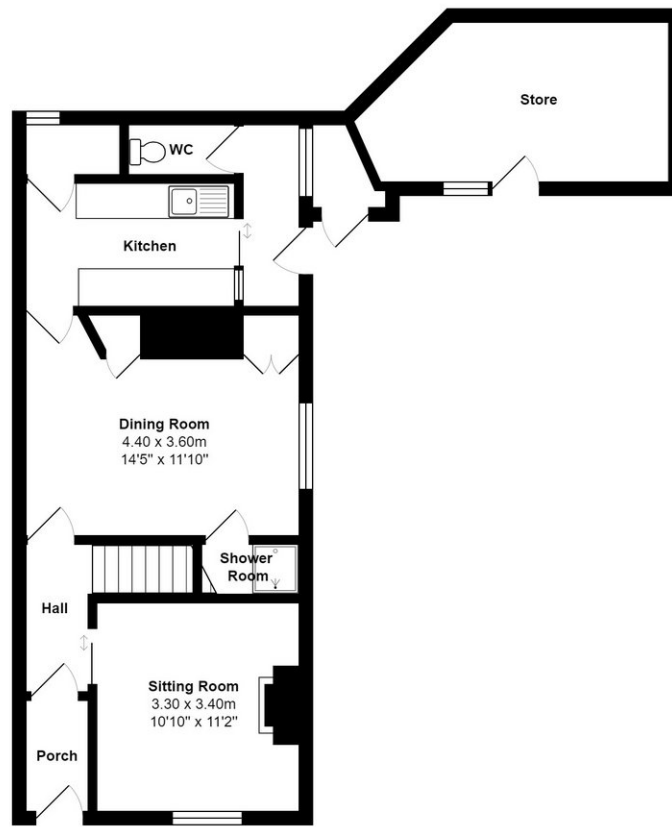 Store
WC
Kitchen
Dining Room
4.40 x 3.60m
14'5" x 11'10"
Shower
Room
Hall
Sitting Room
3.30 x 3.40m
10'10" x 11'2"
Porch